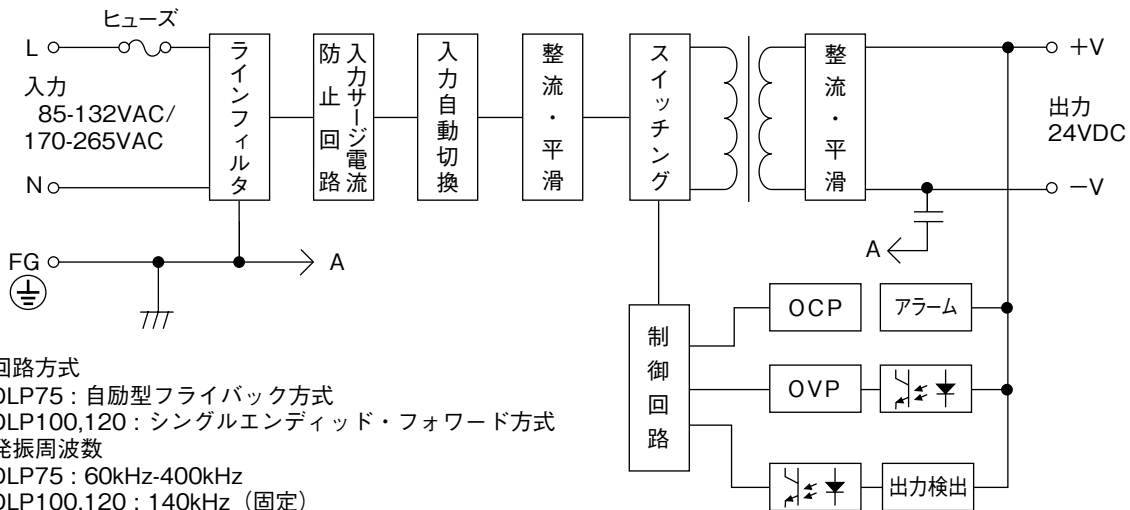 ヒューズ
L
入力
85-132VAC/
170-265VAC
N
FG
A
ラインフィルタ
入力サージ電流
防止回路
入力自動切換
整流・平滑
スイッチング
整流・平滑
+V
出力
24VDC
−V
A
制御回路
OCP
アラーム
OVP
出力検出
回路方式
DLP75：自励型フライバック方式
DLP100,120：シングルエンディッド・フォワード方式
発振周波数
DLP75：60kHz-400kHz
DLP100,120：140kHz（固定）